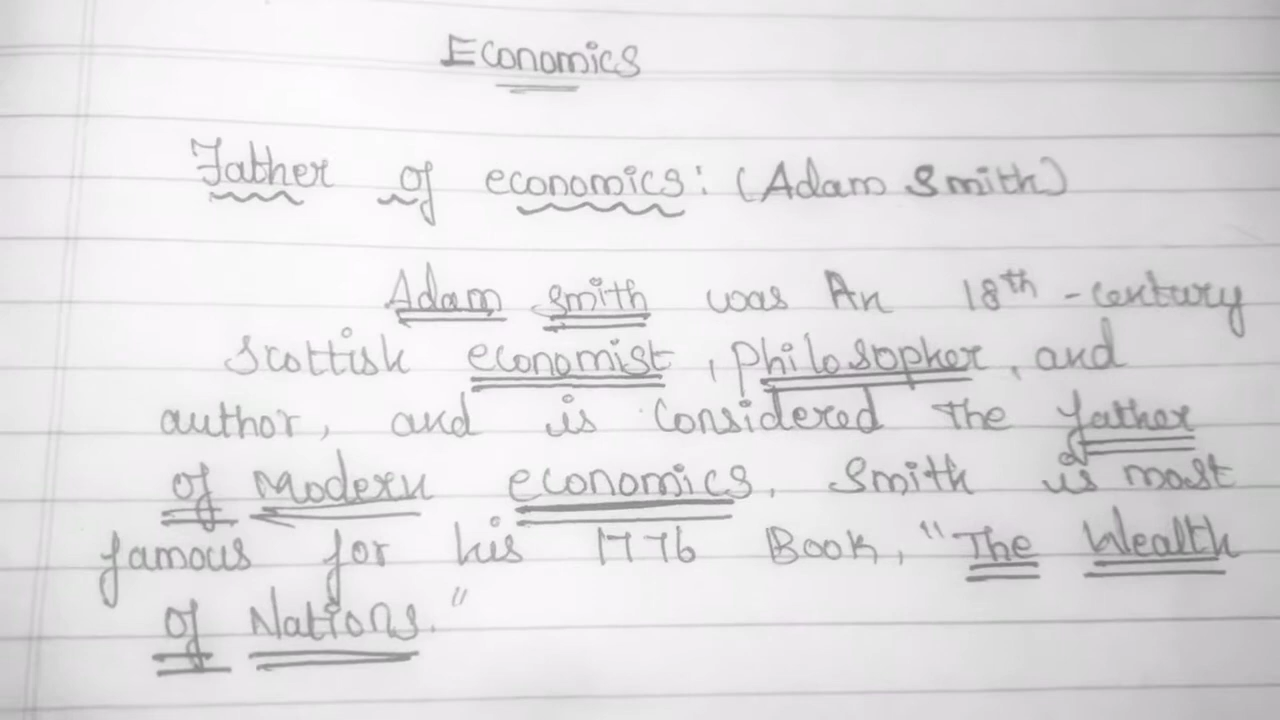 Economics
Father of economics: (Adam Smith)
Adam Smith was An 18th-century
Scottish economist, philosopher, and
author, and is considered the father
of Modern economics. Smith is most
famous for his 1776 Book, "The Wealth
of Nations."